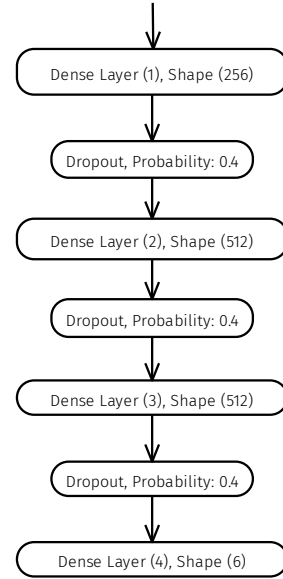 Dense Layer (1), Shape (256)
Dropout, Probability: 0.4
Dense Layer (2), Shape (512)
Dropout, Probability: 0.4
Dense Layer (3), Shape (512)
Dropout, Probability: 0.4
Dense Layer (4), Shape (6)